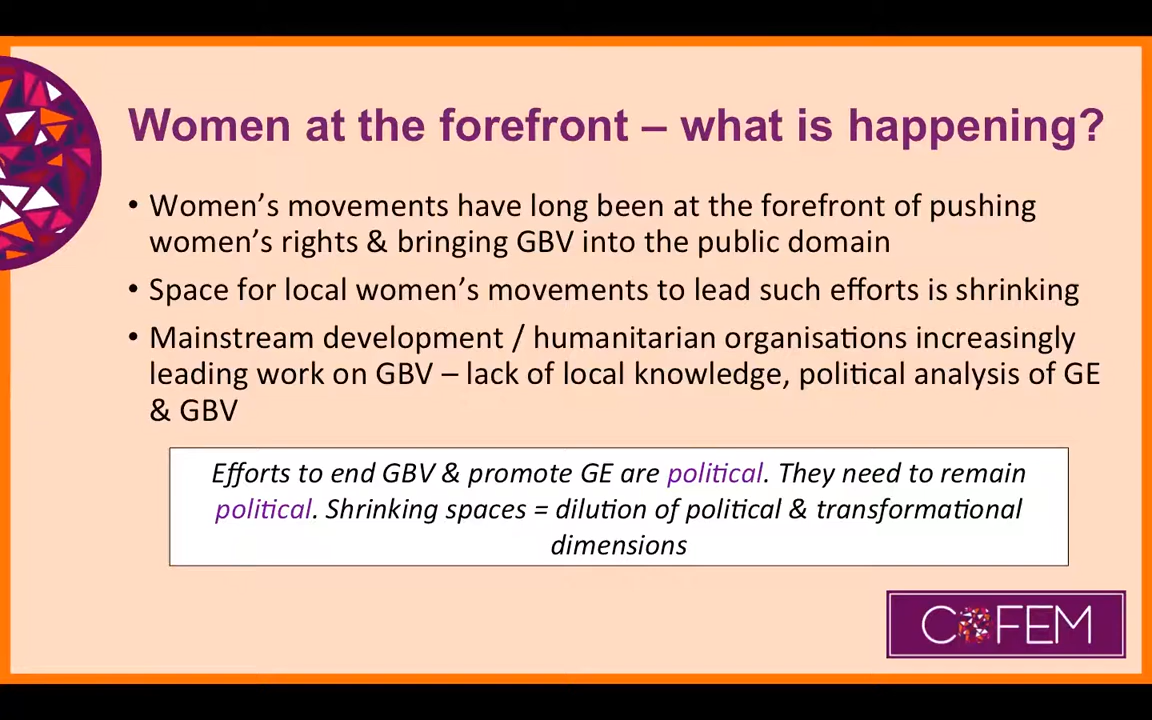 Women at the forefront – what is happening?
• Women’s movements have long been at the forefront of pushing
women’s rights & bringing GBV into the public domain
• Space for local women’s movements to lead such efforts is shrinking
• Mainstream development / humanitarian organisations increasingly
leading work on GBV – lack of local knowledge, political analysis of GE
& GBV
Efforts to end GBV & promote GE are political. They need to remain
political. Shrinking spaces = dilution of political & transformational
dimensions
COFEM